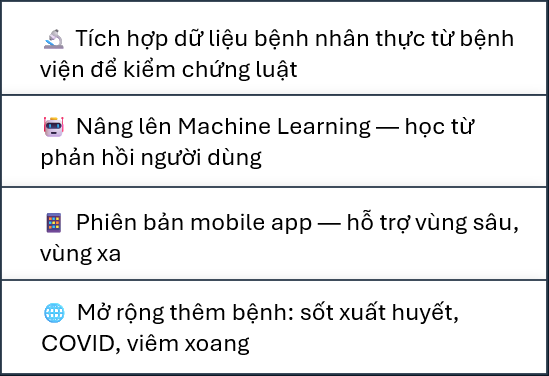 🔬 Tích hợp dữ liệu bệnh nhân thực từ bệnh
viện để kiểm chứng luật
🤖 Nâng lên Machine Learning — học từ
phản hồi người dùng
📱 Phiên bản mobile app — hỗ trợ vùng sâu,
vùng xa
🌐 Mở rộng thêm bệnh: sốt xuất huyết,
COVID, viêm xoang